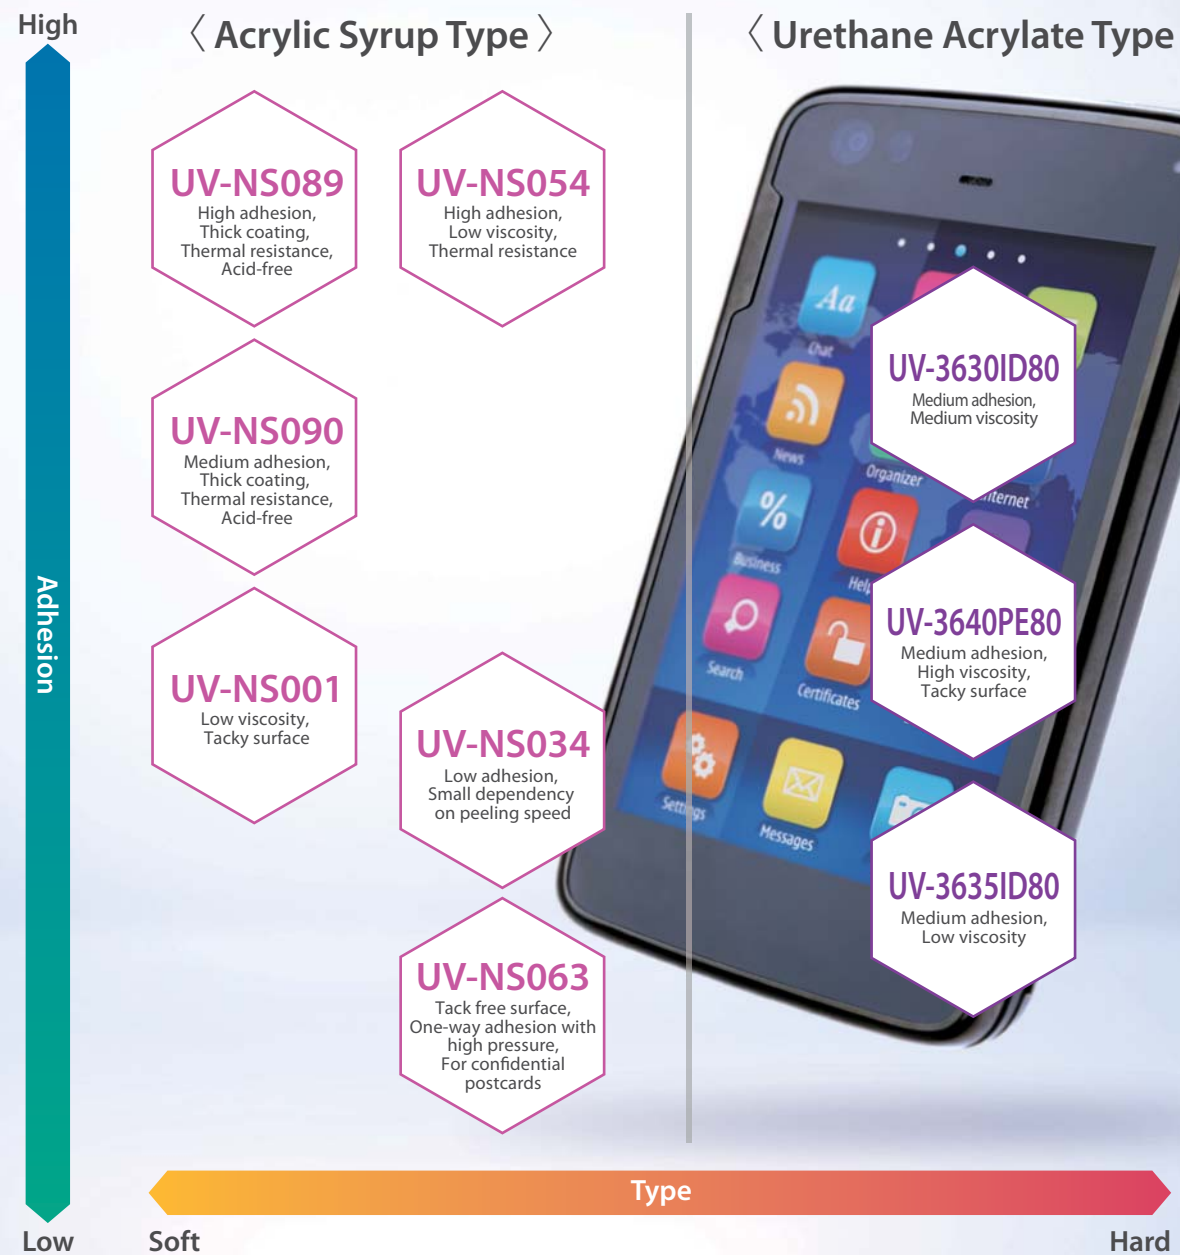 High
〈 Acrylic Syrup Type 〉
〈 Urethane Acrylate Type
UV-NS089
High adhesion,
Thick coating,
Thermal resistance,
Acid-free
UV-NS054
High adhesion,
Low viscosity,
Thermal resistance
UV-3630ID80
Medium adhesion,
Medium viscosity
UV-NS090
Medium adhesion,
Thick coating,
Thermal resistance,
Acid-free
UV-3640PE80
Medium adhesion,
High viscosity,
Tacky surface
UV-NS001
Low viscosity,
Tacky surface
UV-NS034
Low adhesion,
Small dependency
on peeling speed
UV-3635ID80
Medium adhesion,
Low viscosity
UV-NS063
Tack free surface,
One-way adhesion with
high pressure,
For confidential
postcards
Adhesion
Aa
Chat
News
Organizer
nternet
%
Business
Help
Search
Certificates
Settings
Messages
Type
Low
Soft
Hard